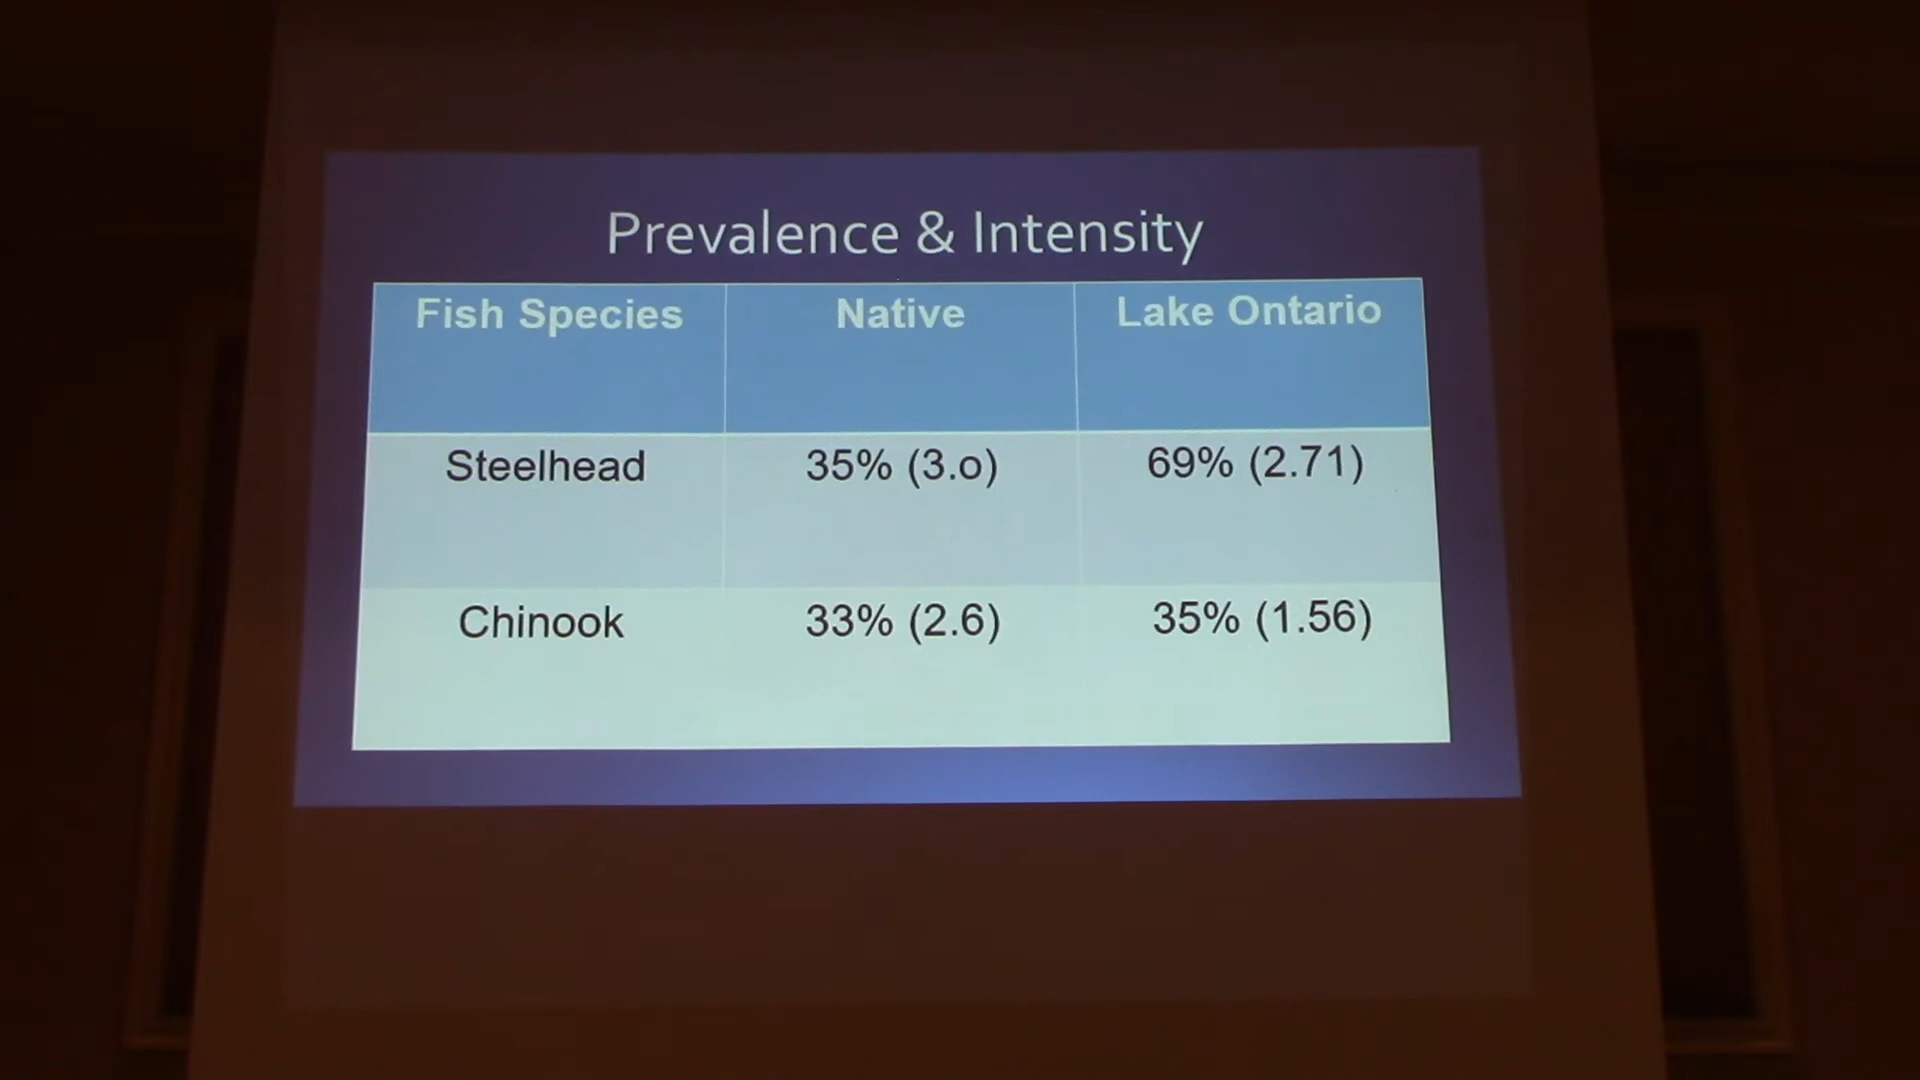 Prevalence & Intensity
Fish Species Native Lake Ontario
Steelhead 35% (3.o) 69% (2.71)
Chinook 33% (2.6) 35% (1.56)